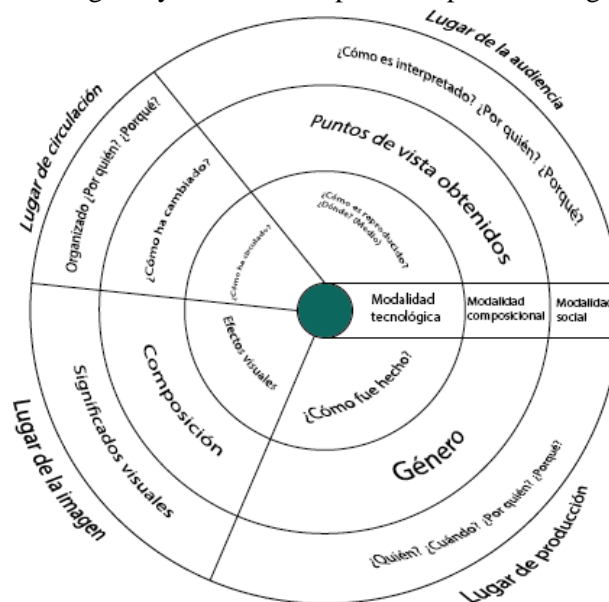 Lugar de la audiencia
¿Cómo es interpretado? ¿Por quién? ¿Porqué?
Puntos de vista obtenidos
¿Cómo es reproducido?
¿Dónde? (Medio)
Lugar de circulación
Organizado ¿Por quién? ¿Porqué?
¿Cómo ha cambiado?
¿Cómo ha circulado?
Modalidad
tecnológica
Modalidad
composicional
Modalidad
social
Lugar de la imagen
Significados visuales
Composición
Efectos visuales
¿Cómo fue hecho?
Género
¿Quién? ¿Cuándo? ¿Por quién? ¿Porqué?
Lugar de producción